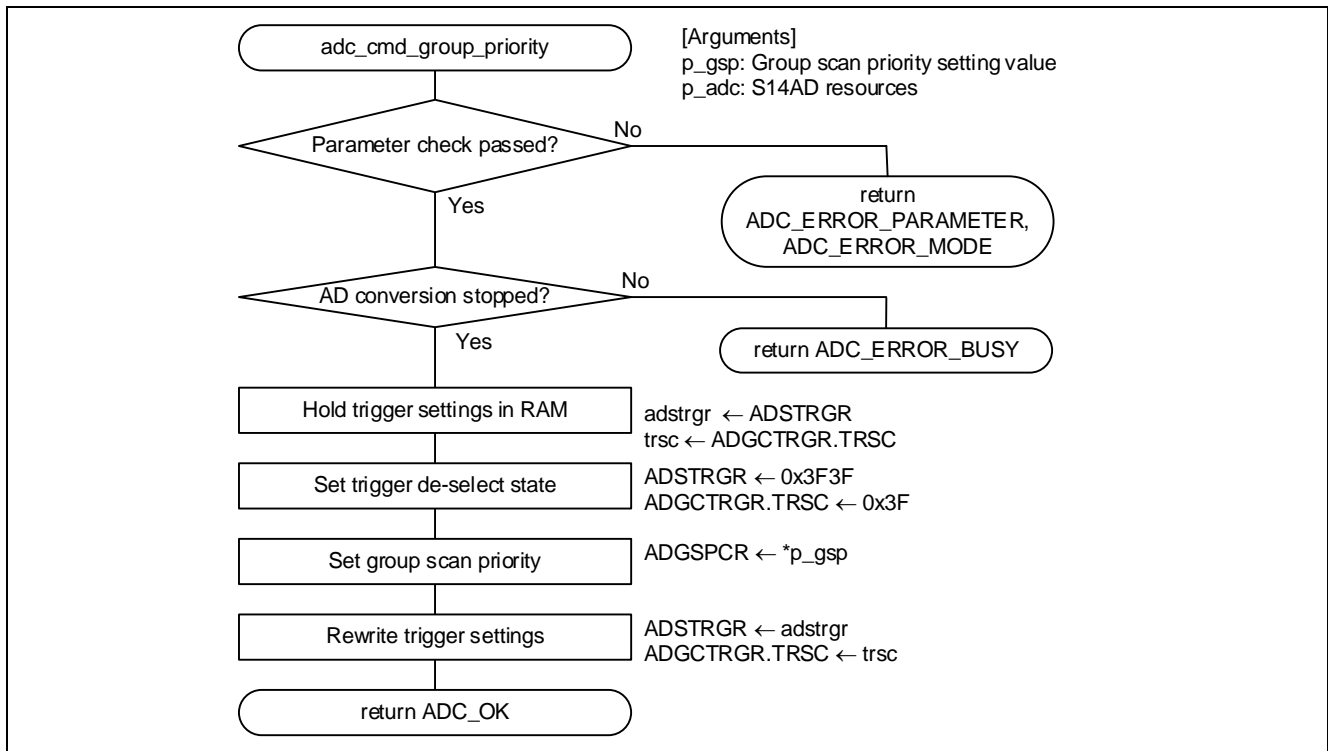 adc_cmd_group_priority
[Arguments]
p_gsp: Group scan priority setting value
p_adc: S14AD resources
Parameter check passed?
No
return
ADC_ERROR_PARAMETER,
ADC_ERROR_MODE
Yes
AD conversion stopped?
No
return ADC_ERROR_BUSY
Yes
Hold trigger settings in RAM
adstrgr ← ADSTRGR
trsc ← ADGCTRGR.TRSC
Set trigger de-select state
ADSTRGR ← 0x3F3F
ADGCTRGR.TRSC ← 0x3F
Set group scan priority
ADGSPCR ← *p_gsp
Rewrite trigger settings
ADSTRGR ← adstrgr
ADGCTRGR.TRSC ← trsc
return ADC_OK